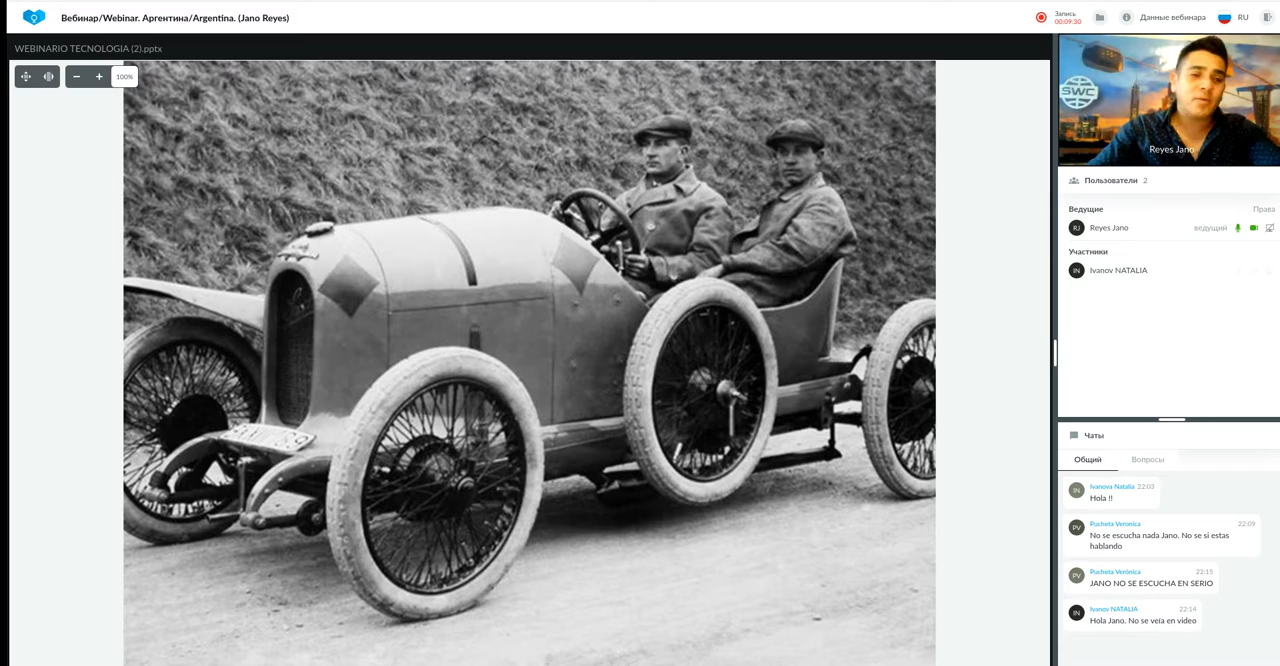 Вебинар/Webinar. Аргентина/Argentina. (Jano Reyes)
Запись
00:09:30
Данные вебинара
RU
WEBINARIO TECNOLOGIA (2).pptx
100%
SWC
Reyes Jano
Пользователи 2
Ведущие Права
RJ Reyes Jano ведущий
Участники
IN Ivanov NATALIA
Чаты
Общий Вопросы
IN Ivanova Natalia 22:03
Hola !!
PV Pucheta Veronica 22:09
No se escucha nada Jano. No se si estas
hablando
PV Pucheta Verónica 22:15
JANO NO SE ESCUCHA EN SERIO
IN Ivanov NATALIA 22:14
Hola Jano. No se veía en video